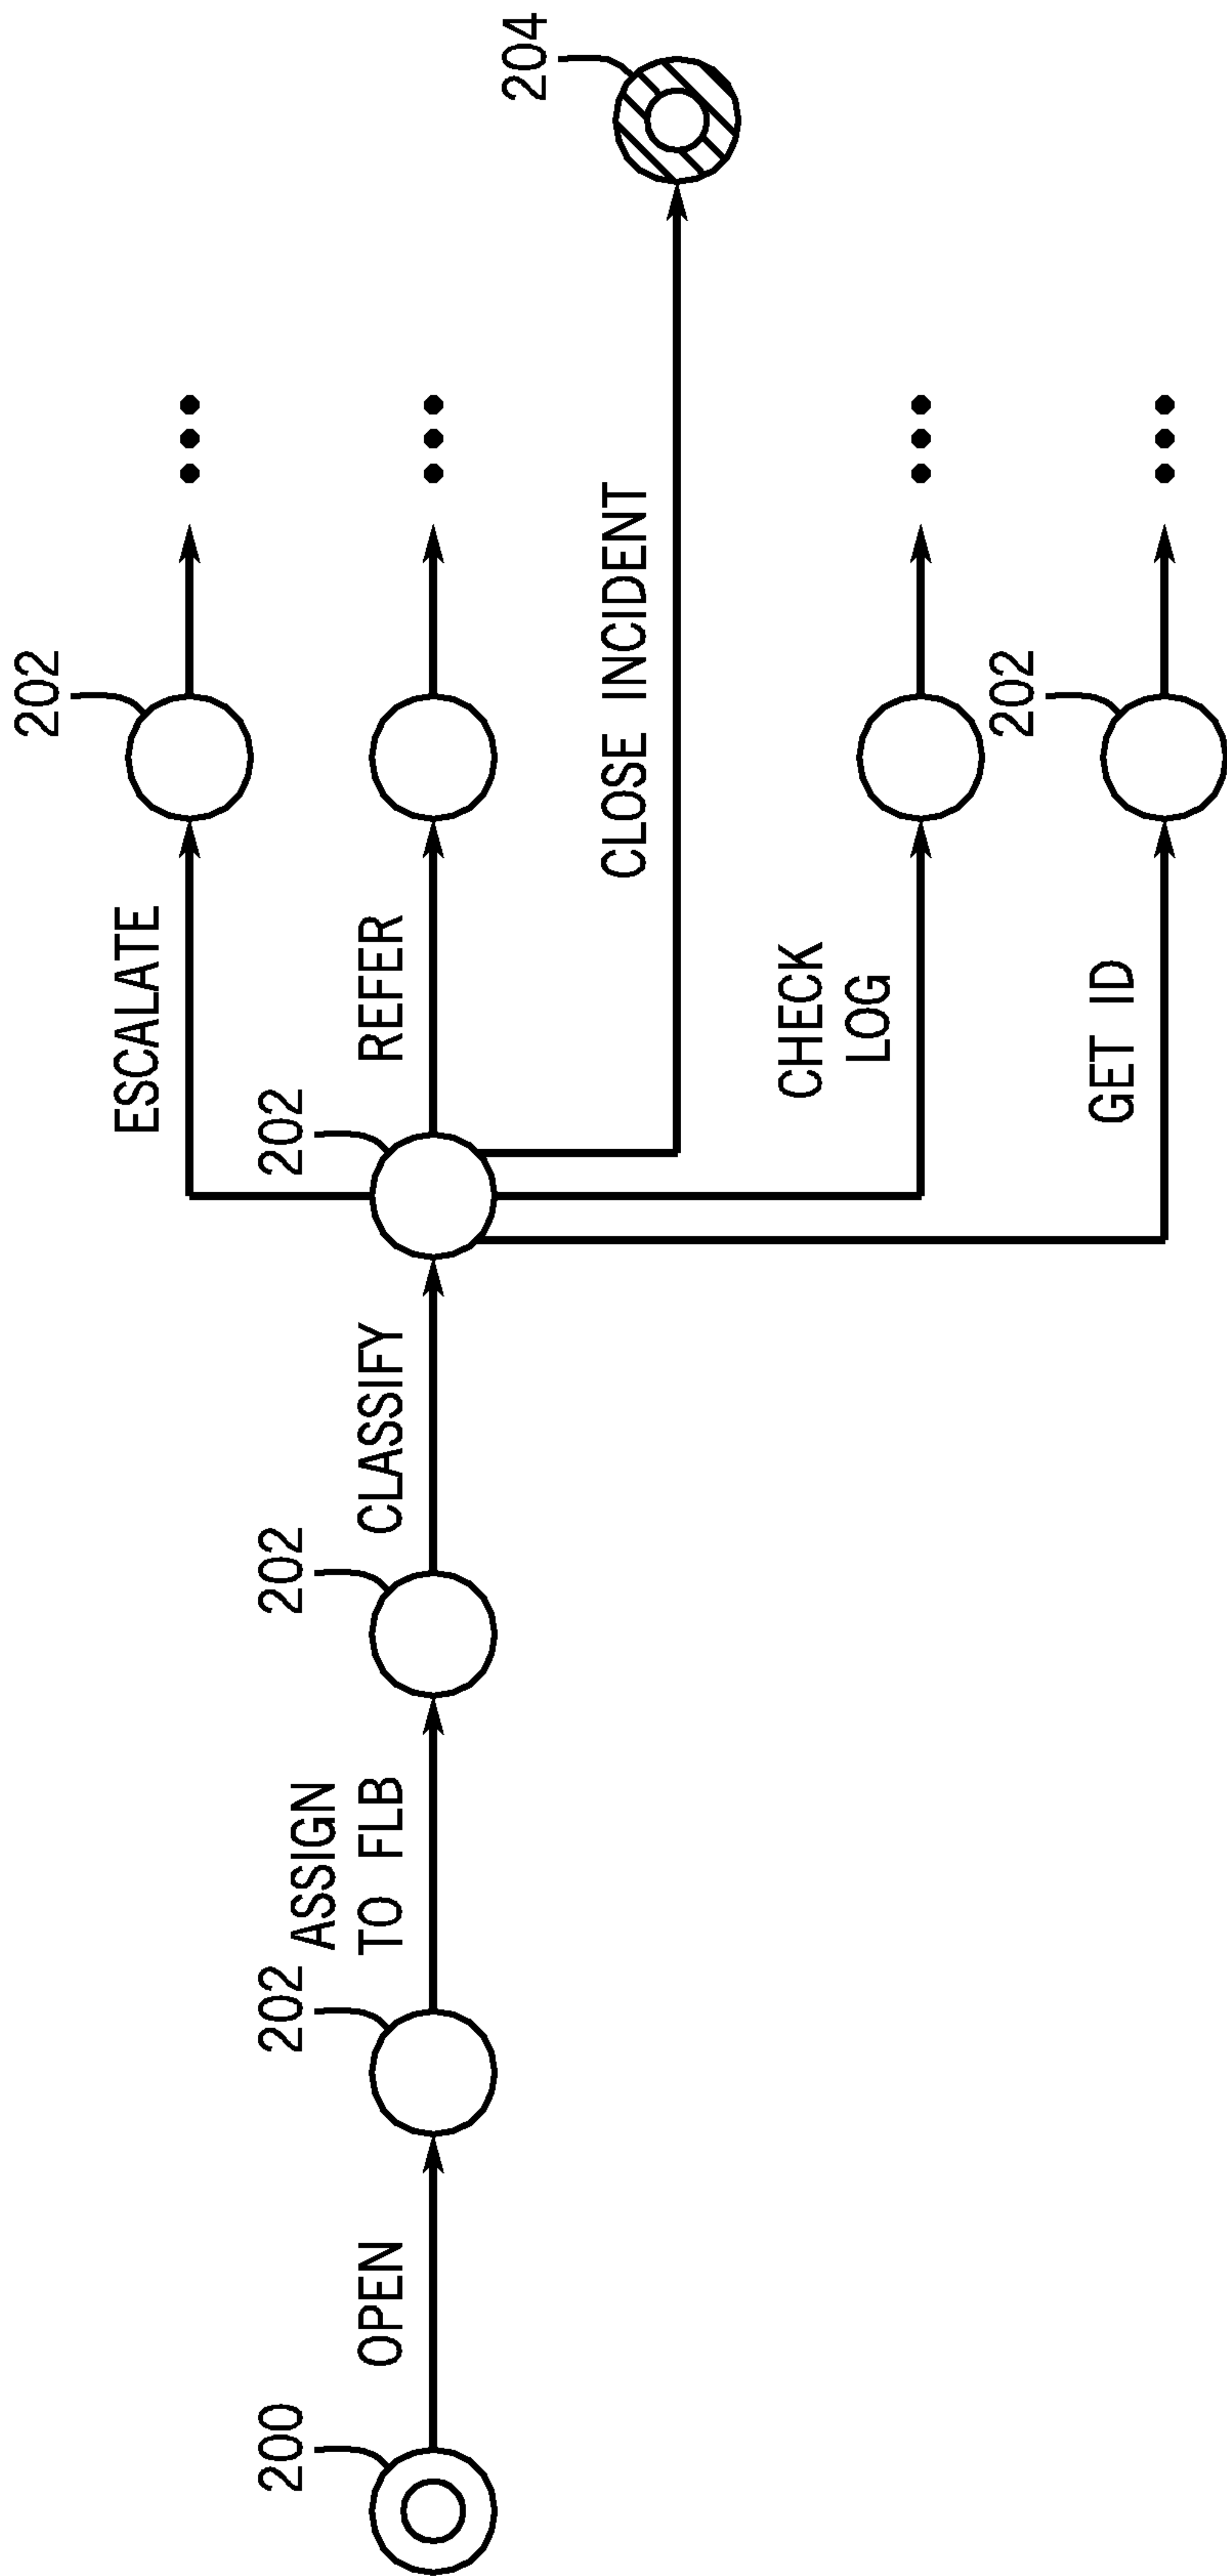 200
OPEN
202
ASSIGN
TO FLB
202
CLASSIFY
202
ESCALATE
202
REFER
CLOSE INCIDENT
204
CHECK
LOG
GET ID
202